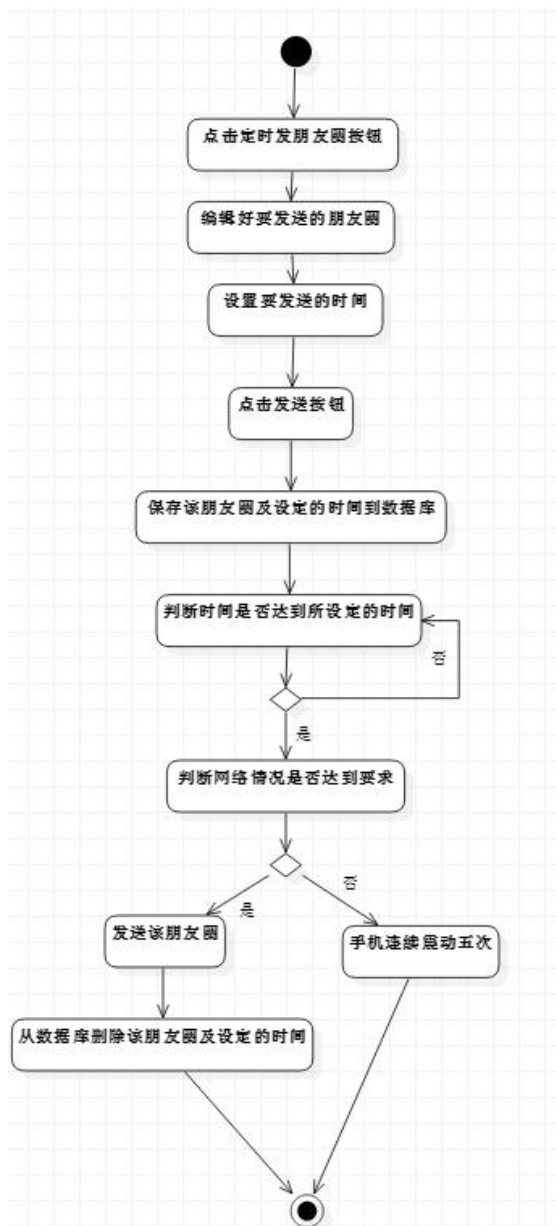 点击定时发朋友圈按钮
编辑好要发送的朋友圈
设置要发送的时间
点击发送按钮
保存该朋友圈及设定的时间到数据库
判断时间是否达到所设定的时间
否
是
判断网络情况是否达到要求
是
否
发送该朋友圈
手机连续震动五次
从数据库删除该朋友圈及设定的时间